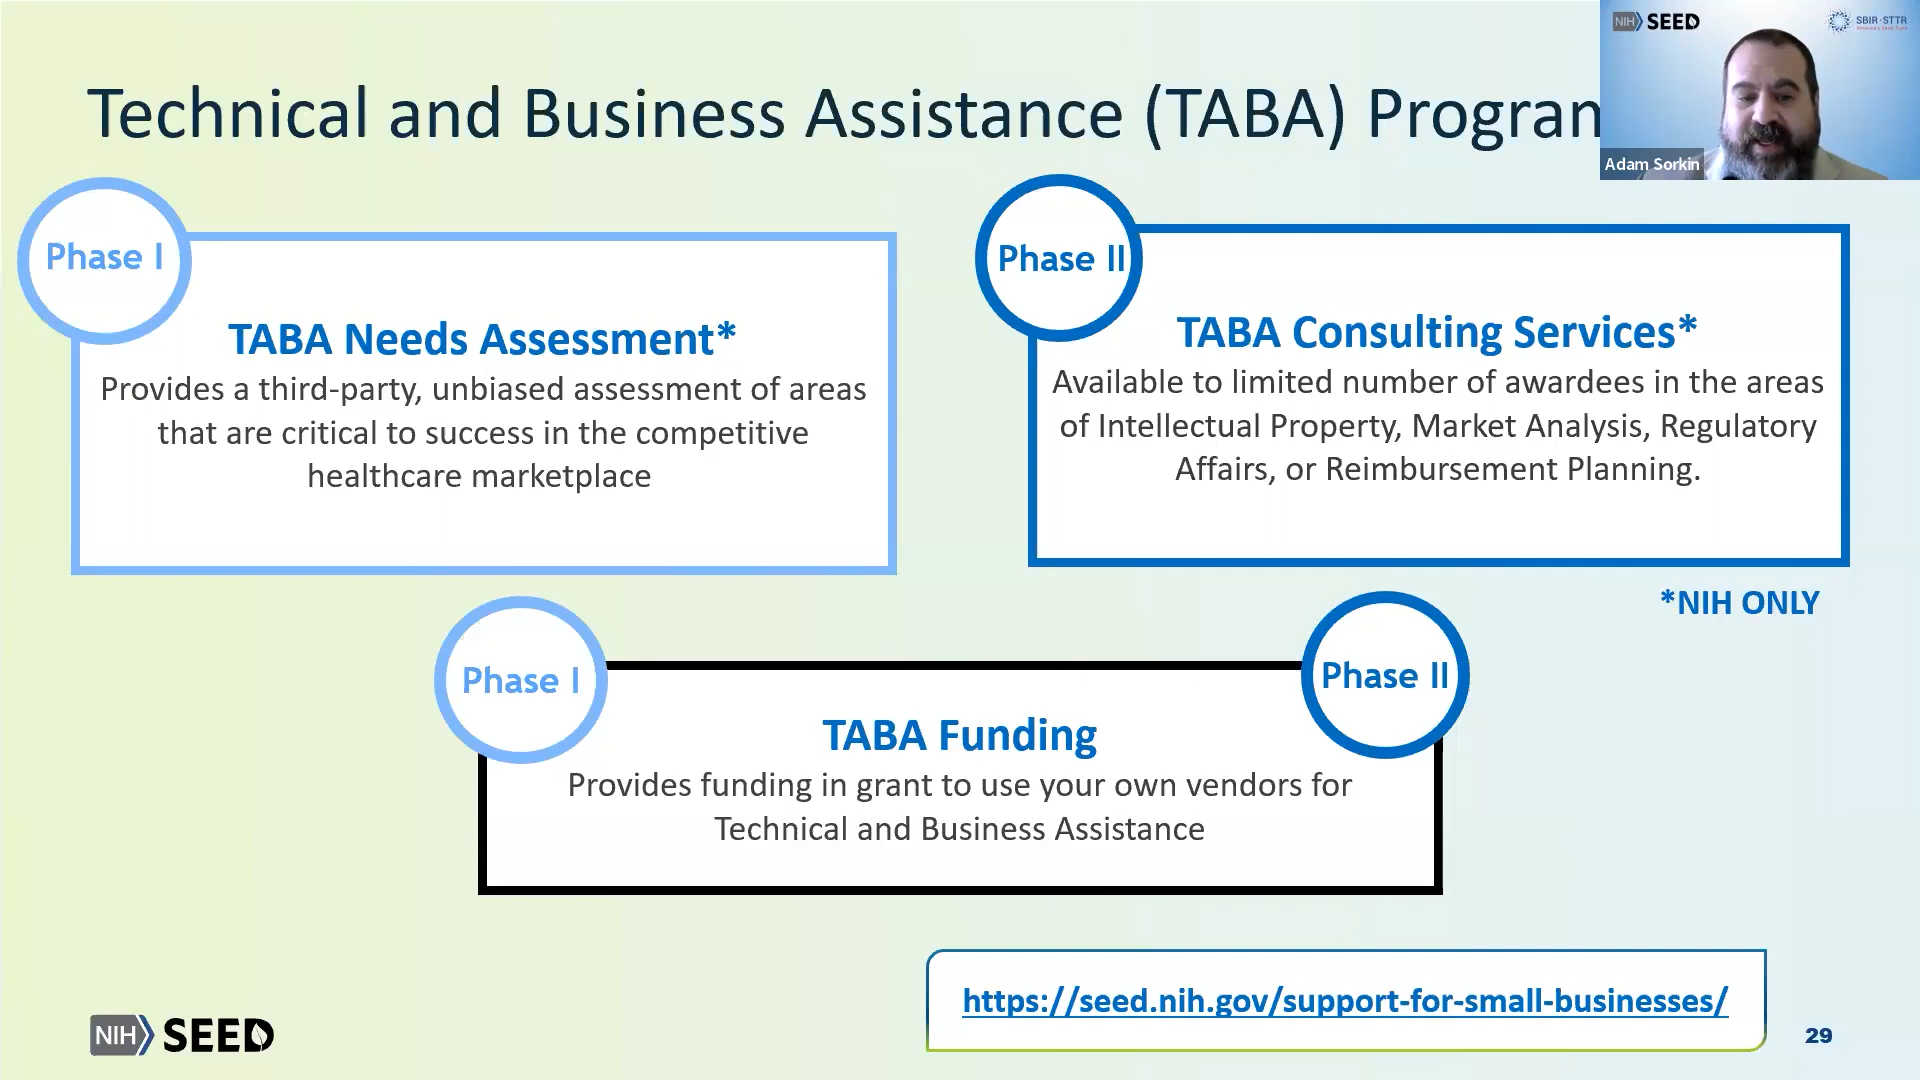 Technical and Business Assistance (TABA) Program
NIH SEED
SBIR·STTR
America's Seed Fund
Adam Sorkin
Phase I
TABA Needs Assessment*
Provides a third-party, unbiased assessment of areas
that are critical to success in the competitive
healthcare marketplace
Phase II
TABA Consulting Services*
Available to limited number of awardees in the areas
of Intellectual Property, Market Analysis, Regulatory
Affairs, or Reimbursement Planning.
*NIH ONLY
Phase I
Phase II
TABA Funding
Provides funding in grant to use your own vendors for
Technical and Business Assistance
https://seed.nih.gov/support-for-small-businesses/
NIH SEED
29